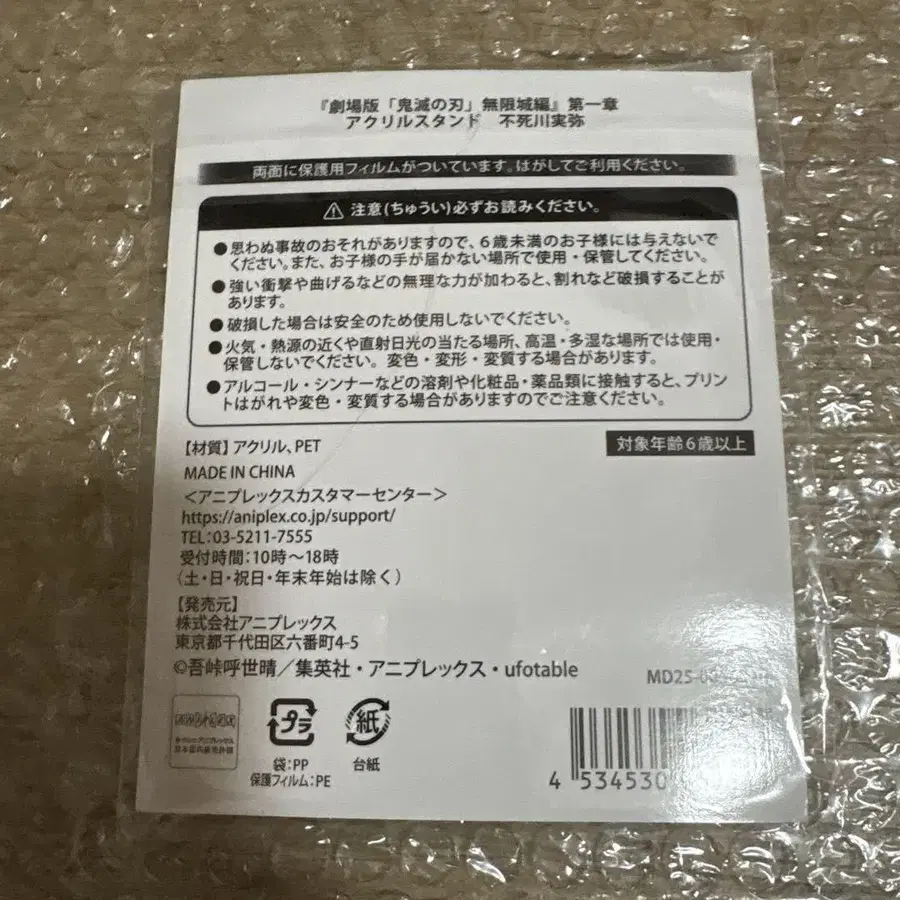 『劇場版「鬼滅の刃」無限城編』第一章
アクリルスタンド　不死川実弥
両面に保護用フィルムがついています。はがしてご利用ください。
注意(ちゅうい)必ずお読みください。
●思わぬ事故のおそれがありますので、6歳未満のお子様には与えないで
ください。また、お子様の手が届かない場所で使用・保管してください。
●強い衝撃や曲げるなどの無理な力が加わると、割れなど破損することが
あります。
●破損した場合は安全のため使用しないでください。
●火気・熱源の近くや直射日光の当たる場所、高温・多湿な場所では使用・
保管しないでください。 変色・変形・変質する場合があります。
●アルコール・シンナーなどの溶剤や化粧品・薬品類に接触すると、プリン
トはがれや変色・変質する場合がありますのでご注意ください。
【材質】アクリル、PET
対象年齢6歳以上
MADE IN CHINA
＜アニプレックスカスタマーセンター＞
https://aniplex.co.jp/support/
TEL:03-5211-7555
受付時間:10時～18時
(土・日・祝日・年末年始は除く)
【発売元】
株式会社アニプレックス
東京都千代田区六番町4-5
©吾峠呼世晴／集英社・アニプレックス・ufotable
MD25-0
プラ
紙
袋:PP
台紙
保護フィルム:PE
4 534530